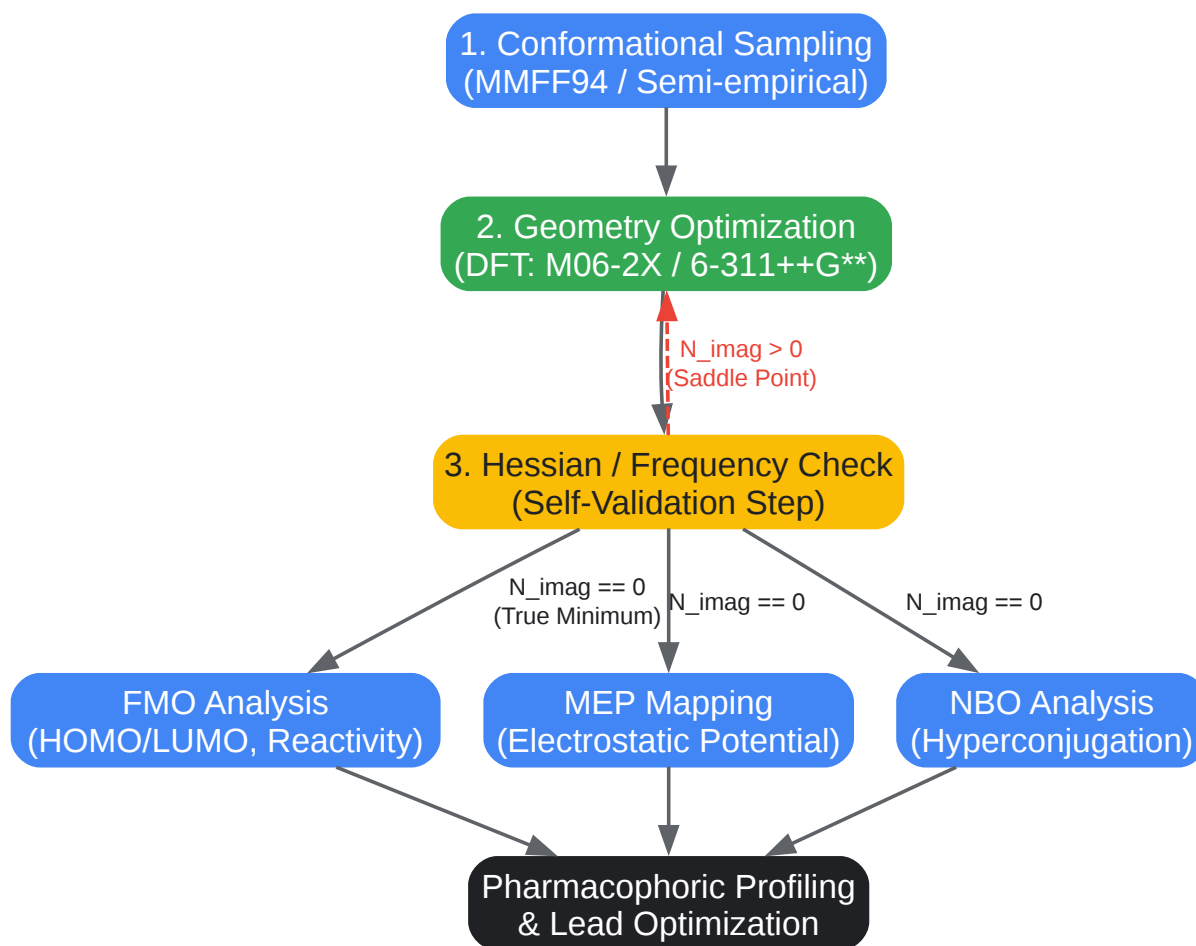 1. Conformational Sampling
(MMFF94 / Semi-empirical)
2. Geometry Optimization
(DFT: M06-2X / 6-311++G**)
N_imag > 0
(Saddle Point)
3. Hessian / Frequency Check
(Self-Validation Step)
N_imag == 0
(True Minimum)
N_imag == 0
N_imag == 0
FMO Analysis
(HOMO/LUMO, Reactivity)
MEP Mapping
(Electrostatic Potential)
NBO Analysis
(Hyperconjugation)
Pharmacophoric Profiling
& Lead Optimization